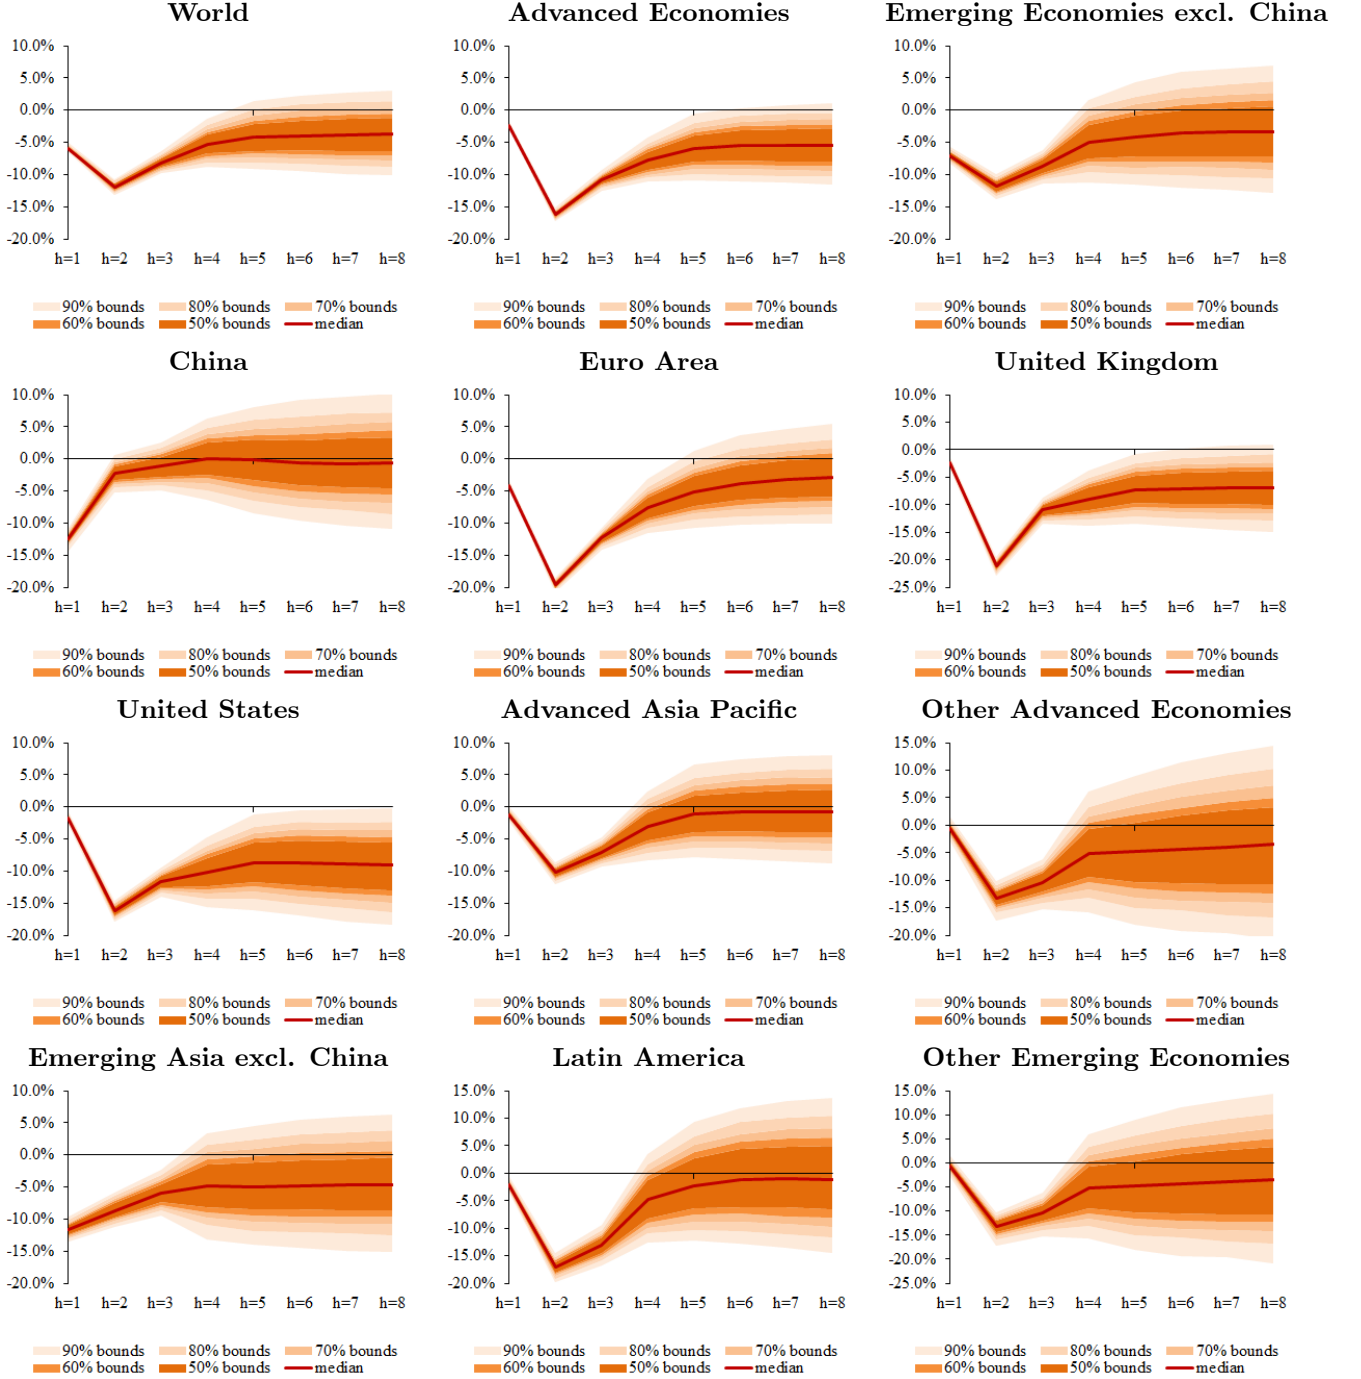 World
10.0%
5.0%
0.0%
-5.0%
-10.0%
-15.0%
-20.0%
h=1 h=2 h=3 h=4 h=5 h=6 h=7 h=8
90% bounds 80% bounds 70% bounds
60% bounds 50% bounds median
Advanced Economies
10.0%
5.0%
0.0%
-5.0%
-10.0%
-15.0%
-20.0%
h=1 h=2 h=3 h=4 h=5 h=6 h=7 h=8
90% bounds 80% bounds 70% bounds
60% bounds 50% bounds median
Emerging Economies excl. China
10.0%
5.0%
0.0%
-5.0%
-10.0%
-15.0%
-20.0%
h=1 h=2 h=3 h=4 h=5 h=6 h=7 h=8
90% bounds 80% bounds 70% bounds
60% bounds 50% bounds median
China
10.0%
5.0%
0.0%
-5.0%
-10.0%
-15.0%
-20.0%
h=1 h=2 h=3 h=4 h=5 h=6 h=7 h=8
90% bounds 80% bounds 70% bounds
60% bounds 50% bounds median
Euro Area
10.0%
5.0%
0.0%
-5.0%
-10.0%
-15.0%
-20.0%
h=1 h=2 h=3 h=4 h=5 h=6 h=7 h=8
90% bounds 80% bounds 70% bounds
60% bounds 50% bounds median
United Kingdom
10.0%
5.0%
0.0%
-5.0%
-10.0%
-15.0%
-20.0%
-25.0%
h=1 h=2 h=3 h=4 h=5 h=6 h=7 h=8
90% bounds 80% bounds 70% bounds
60% bounds 50% bounds median
United States
10.0%
5.0%
0.0%
-5.0%
-10.0%
-15.0%
-20.0%
h=1 h=2 h=3 h=4 h=5 h=6 h=7 h=8
90% bounds 80% bounds 70% bounds
60% bounds 50% bounds median
Advanced Asia Pacific
10.0%
5.0%
0.0%
-5.0%
-10.0%
-15.0%
-20.0%
h=1 h=2 h=3 h=4 h=5 h=6 h=7 h=8
90% bounds 80% bounds 70% bounds
60% bounds 50% bounds median
Other Advanced Economies
15.0%
10.0%
5.0%
0.0%
-5.0%
-10.0%
-15.0%
-20.0%
h=1 h=2 h=3 h=4 h=5 h=6 h=7 h=8
90% bounds 80% bounds 70% bounds
60% bounds 50% bounds median
Emerging Asia excl. China
10.0%
5.0%
0.0%
-5.0%
-10.0%
-15.0%
-20.0%
h=1 h=2 h=3 h=4 h=5 h=6 h=7 h=8
90% bounds 80% bounds 70% bounds
60% bounds 50% bounds median
Latin America
15.0%
10.0%
5.0%
0.0%
-5.0%
-10.0%
-15.0%
-20.0%
h=1 h=2 h=3 h=4 h=5 h=6 h=7 h=8
90% bounds 80% bounds 70% bounds
60% bounds 50% bounds median
Other Emerging Economies
15.0%
10.0%
5.0%
0.0%
-5.0%
-10.0%
-15.0%
-20.0%
-25.0%
h=1 h=2 h=3 h=4 h=5 h=6 h=7 h=8
90% bounds 80% bounds 70% bounds
60% bounds 50% bounds median